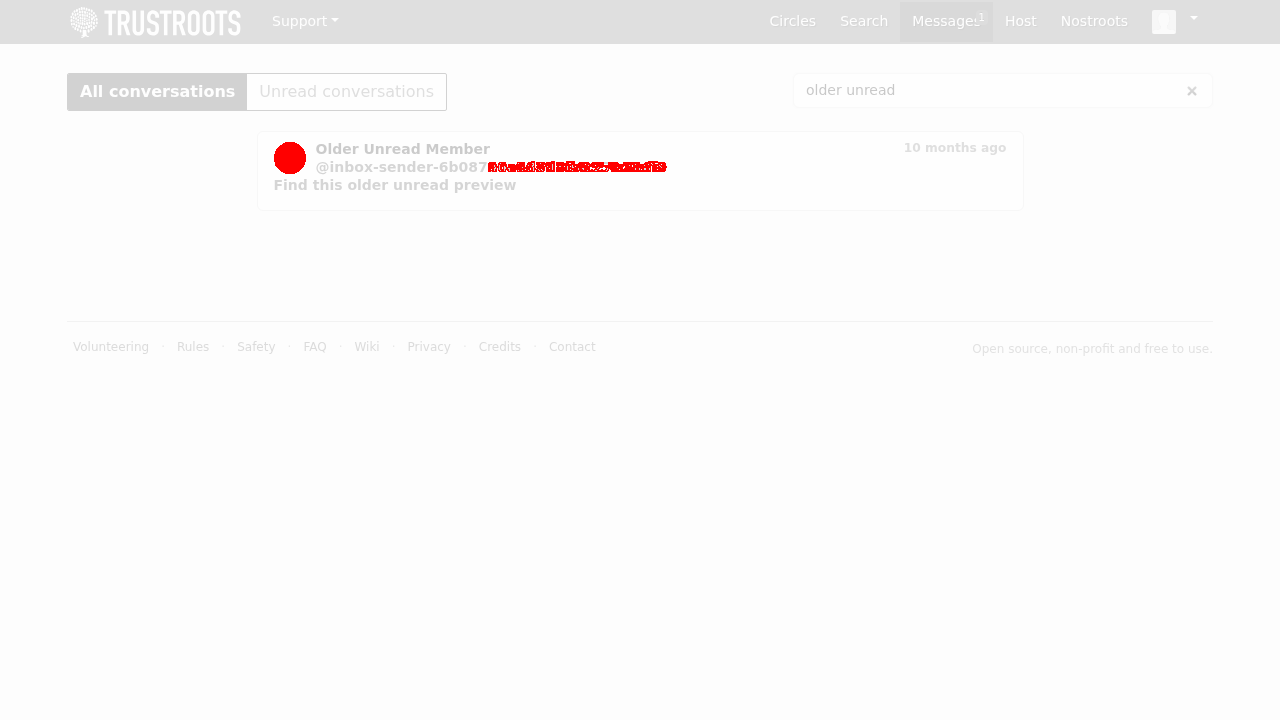 TRUSTROOTS Support Circles Search Messages 1 Host Nostroots
All conversations Unread conversations older unread ×
Older Unread Member 10 months ago
@inbox-sender-6b087
Find this older unread preview
Volunteering · Rules · Safety · FAQ · Wiki · Privacy · Credits · Contact
Open source, non-profit and free to use.